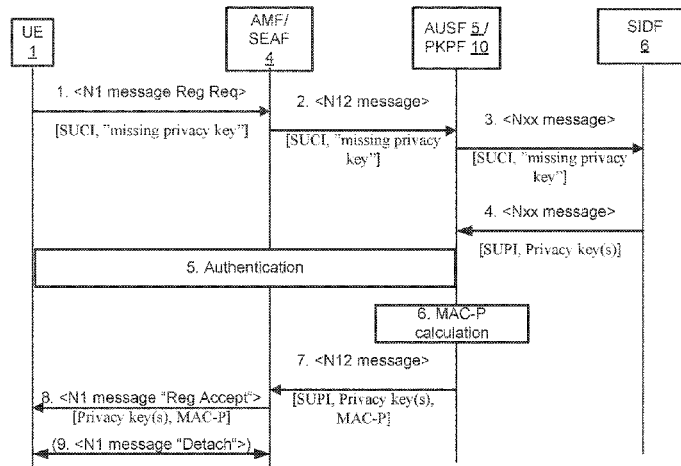 UE
1
AMF/
SEAF
4
AUSF 5 /
PKPF
10
SIDF
6
1. <N1 message Reg Req>
[SUCI, "missing privacy key"]
2. <N12 message>
[SUCI, "missing privacy
key"]
3. <Nxx message>
[SUCI, "missing privacy
key"]
4. <Nxx message>
[SUPI, Privacy key(s)]
5. Authentication
6. MAC-P
calculation
7. <N12 message>
[SUPI, Privacy key(s),
MAC-P]
8. <N1 message "Reg Accept">
[Privacy key(s), MAC-P]
(9. <N1 message "Detach">)